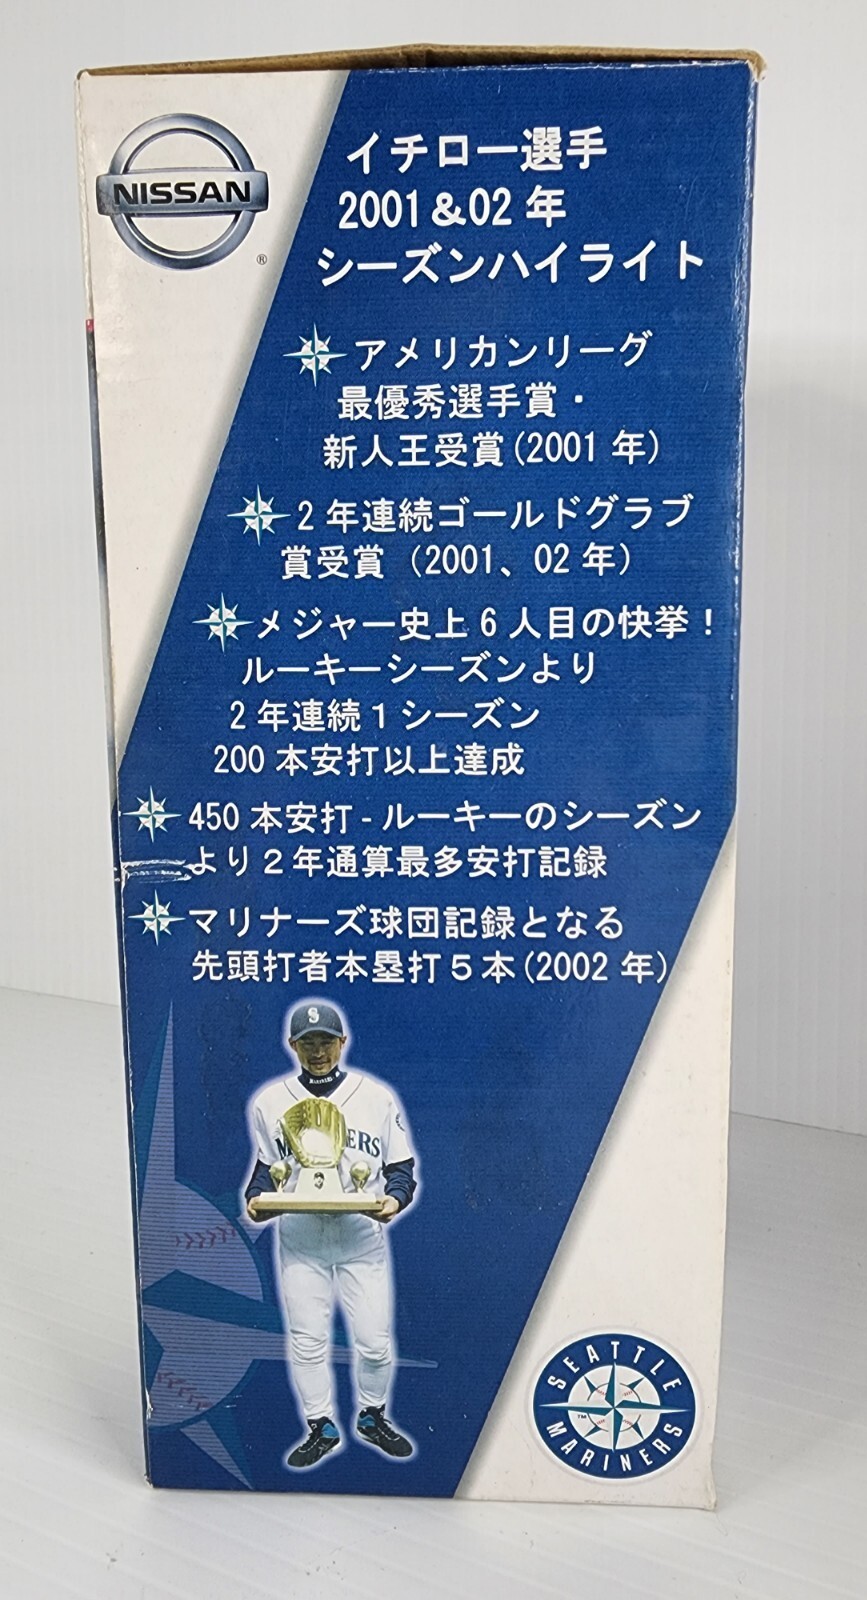 NISSAN
®
イチロー選手
2001&02年
シーズンハイライト
アメリカンリーグ
最優秀選手賞・
新人王受賞(2001年)
2年連続ゴールドグラブ
賞受賞 (2001、02年)
メジャー史上6人目の快挙！
ルーキーシーズンより
2年連続1シーズン
200本安打以上達成
450本安打-ルーキーのシーズン
より2年通算最多安打記録
マリナーズ球団記録となる
先頭打者本塁打5本(2002年)
S
M ERS
SEATTLE
TM
MARINERS